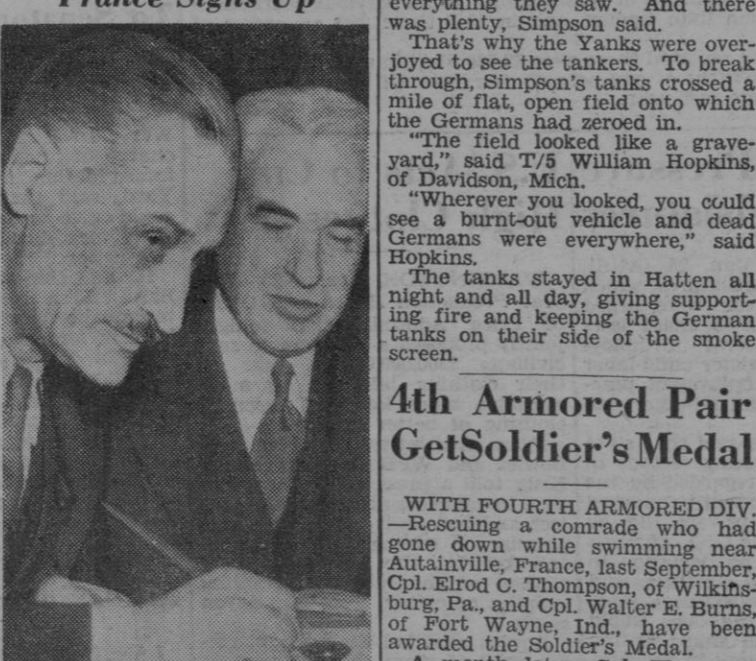 France Signs Up
everything they saw. And there
was plenty, Simpson said.
That's why the Yanks were over-
joyed to see the tankers. To break
through, Simpson's tanks crossed a
mile of flat, open field onto which
the Germans had zeroed in.
"The field looked like a grave-
yard," said T/5 William Hopkins,
of Davidson, Mich.
"Wherever you looked, you could
see a burnt-out vehicle and dead
Germans were everywhere," said
Hopkins.
The tanks stayed in Hatten all
night and all day, giving support-
ing fire and keeping the German
tanks on their side of the smoke
screen.
4th Armored Pair
GetSoldier's Medal
WITH FOURTH ARMORED DIV.
—Rescuing a comrade who had
gone down while swimming near
Autainville, France, last September,
Cpl. Elrod C. Thompson, of Wilkins-
burg, Pa., and Cpl. Walter E. Burns,
of Fort Wayne, Ind., have been
awarded the Soldier's Medal.